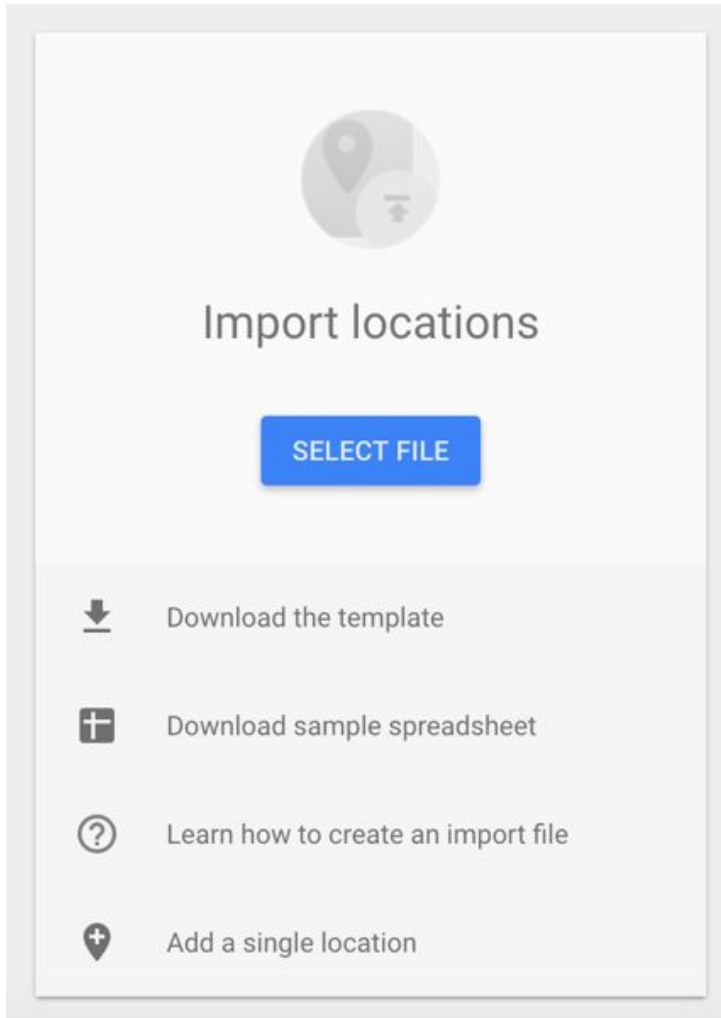 Import locations
SELECT FILE
Download the template
Download sample spreadsheet
Learn how to create an import file
Add a single location